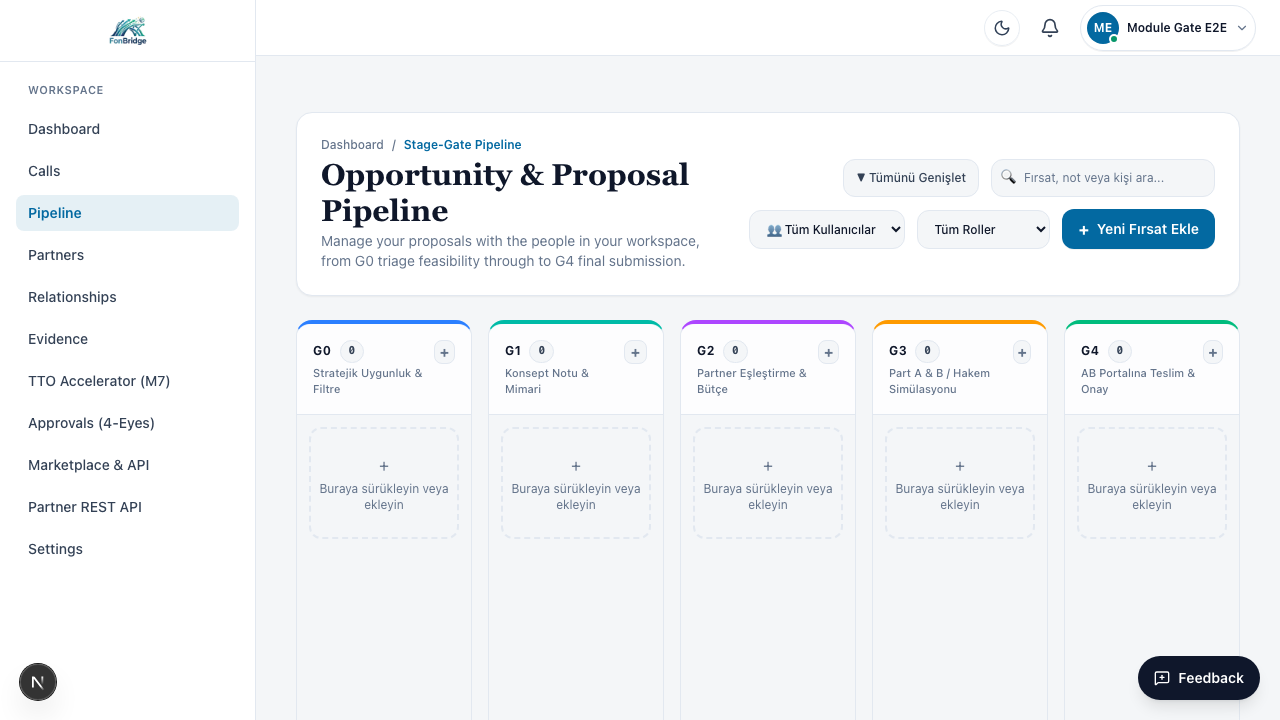 FonBridge
ME
Module Gate E2E
WORKSPACE
Dashboard
Calls
Pipeline
Partners
Relationships
Evidence
TTO Accelerator (M7)
Approvals (4-Eyes)
Marketplace & API
Partner REST API
Settings
N
Dashboard / Stage-Gate Pipeline
Opportunity & Proposal
Pipeline
Manage your proposals with the people in your workspace,
from G0 triage feasibility through to G4 final submission.
▼ Tümünü Genişlet
Fırsat, not veya kişi ara...
Tüm Kullanıcılar
Tüm Roller
+ Yeni Fırsat Ekle
G0 0 +
Stratejik Uygunluk &
Filtre
+
Buraya sürükleyin veya
ekleyin
G1 0 +
Konsept Notu &
Mimari
+
Buraya sürükleyin veya
ekleyin
G2 0 +
Partner Eşleştirme &
Bütçe
+
Buraya sürükleyin veya
ekleyin
G3 0 +
Part A & B / Hakem
Simülasyonu
+
Buraya sürükleyin veya
ekleyin
G4 0 +
AB Portalına Teslim &
Onay
+
Buraya sürükleyin veya
ekleyin
Feedback